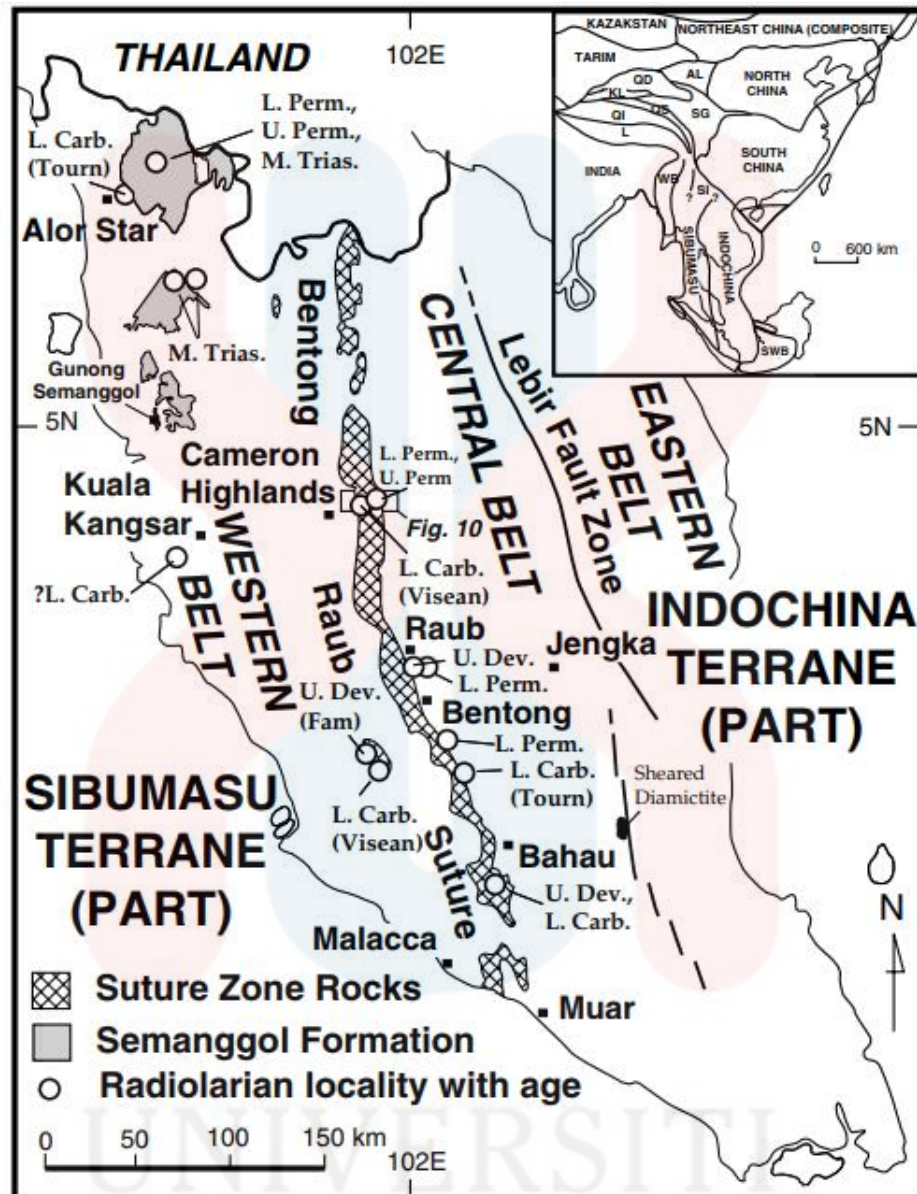 THAILAND
102E
L. Perm.,
U. Perm.,
M. Trias.
L. Carb.
(Tourn)
Alor Star
M. Trias.
Gunong
Semanggol
5N
Bentong
Cameron
Highlands
L. Perm.,
U. Perm
Fig. 10
Kuala
Kangsar
?L. Carb.
WESTERN
BELT
L. Carb.
(Visean)
Raub
CENTRAL BELT
Lebir Fault Zone
EASTERN
BELT
5N
Raub
U. Dev.
L. Perm.
Jengka
INDOCHINA
TERRANE
(PART)
U. Dev.
(Fam)
Bentong
L. Perm.
L. Carb.
(Tourn)
Sheared
Diamictite
SIBUMASU
TERRANE
(PART)
L. Carb.
(Visean)
Suture
Bahau
U. Dev.,
L. Carb.
Malacca
Muar
N
Suture Zone Rocks
Semanggol Formation
Radiolarian locality with age
0 50 100 150 km
102E
UNIVERSITI
KAZAKSTAN
NORTHEAST CHINA (COMPOSITE)
TARIM
QD
AL
NORTH
CHINA
KL
QS
SG
QI
L
SOUTH
CHINA
INDIA
WB
SI
?
?
SIBUMASU
INDOCHINA
0 600 km
SWB